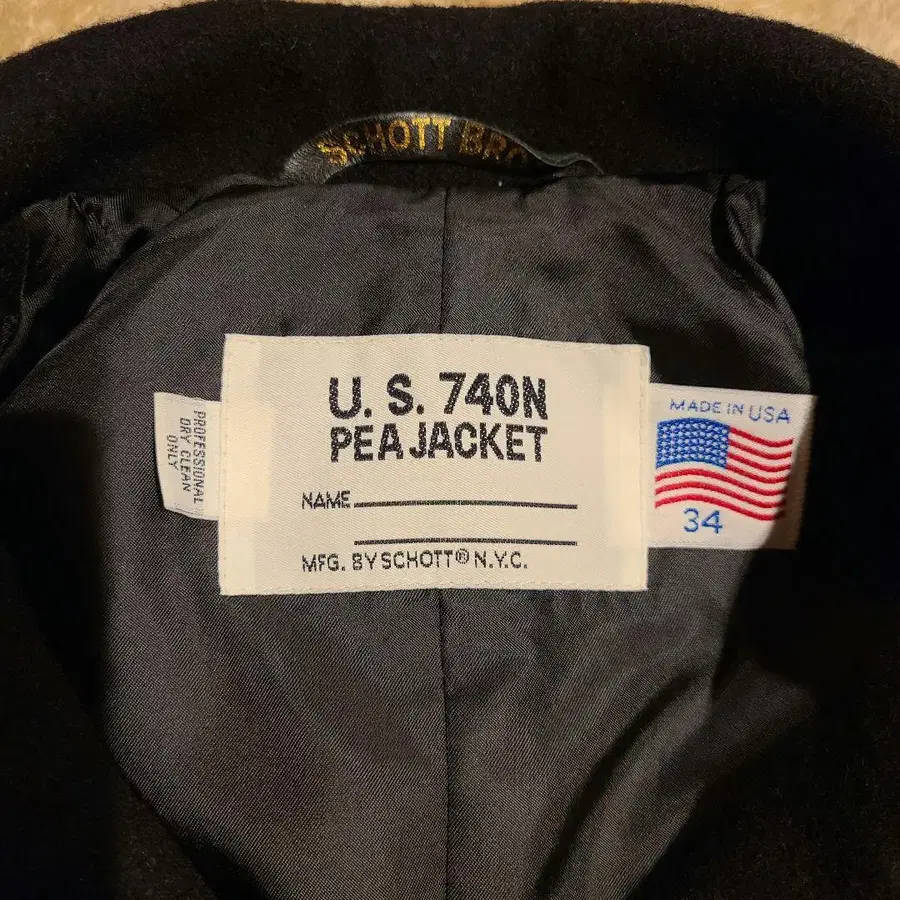 SCHOTT BRO
U. S. 740N
PEA JACKET
NAME
MFG. BY SCHOTT® N.Y.C.
PROFESSIONAL
DRY CLEAN
ONLY
MADE IN USA
34